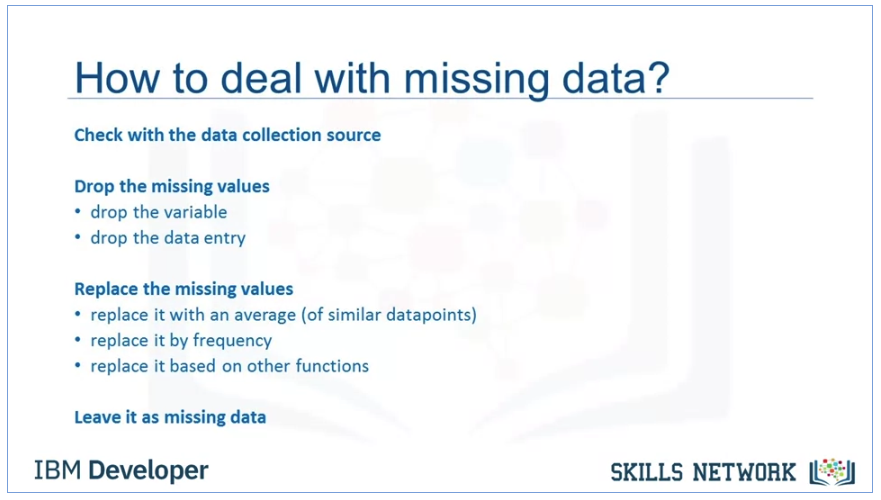 How to deal with missing data?
Check with the data collection source
Drop the missing values
• drop the variable
• drop the data entry
Replace the missing values
• replace it with an average (of similar datapoints)
• replace it by frequency
• replace it based on other functions
Leave it as missing data
IBM Developer
SKILLS NETWORK